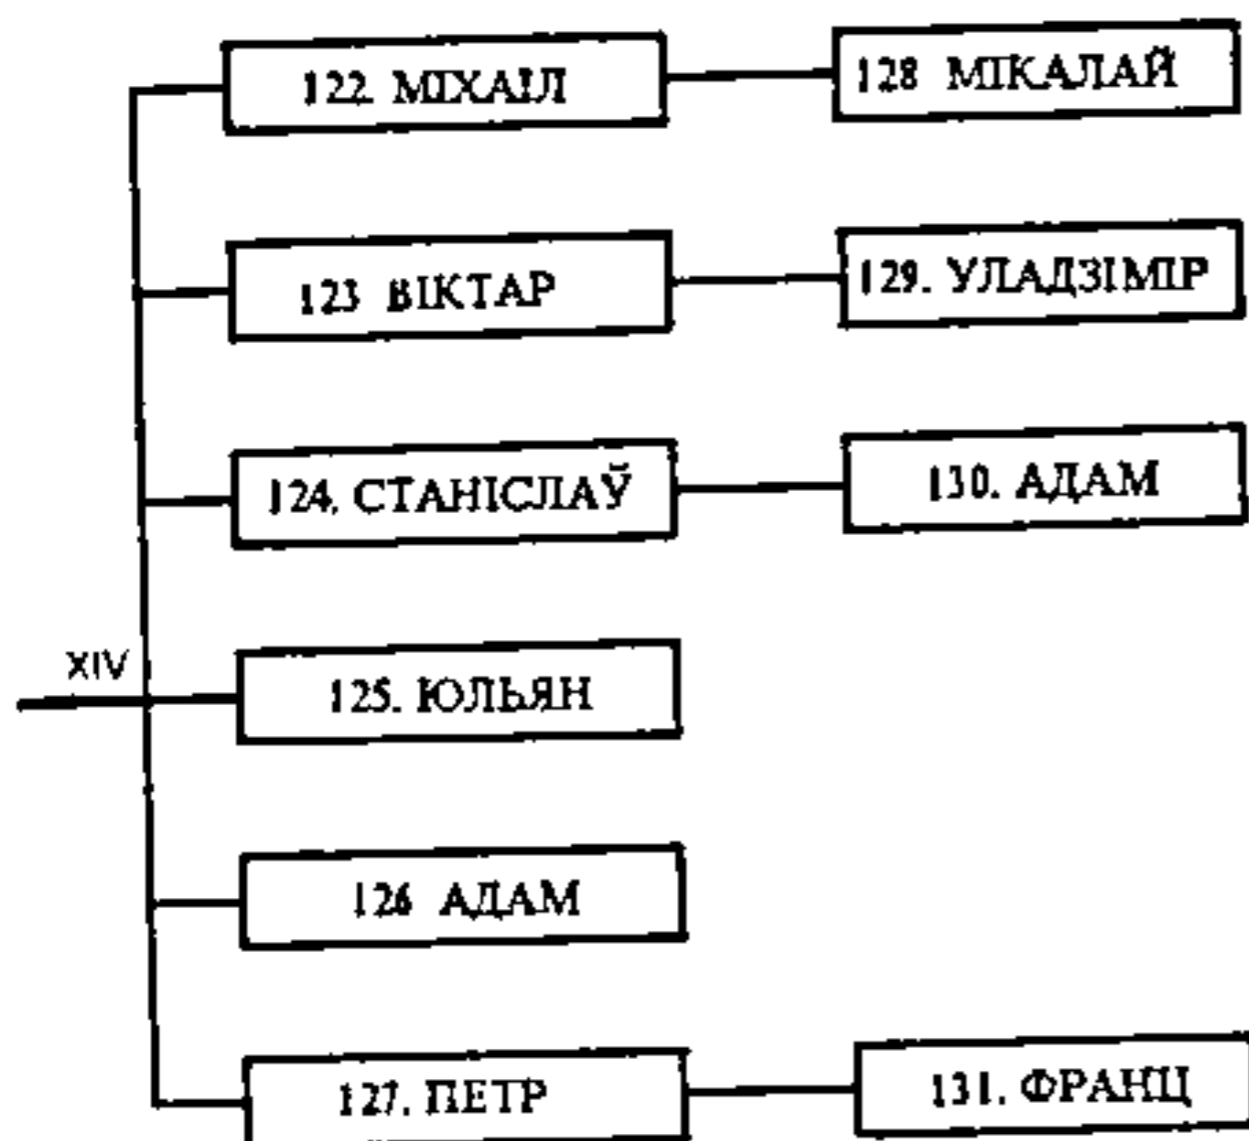 122. МІХАІЛ
128 МІКАЛАЙ
123 ВІКТАР
129. УЛАДЗІМІР
124. СТАНІСЛАЎ
130. АДАМ
XIV
125. ЮЛЬЯН
126 АДАМ
127. ПЕТР
131. ФРАНЦ